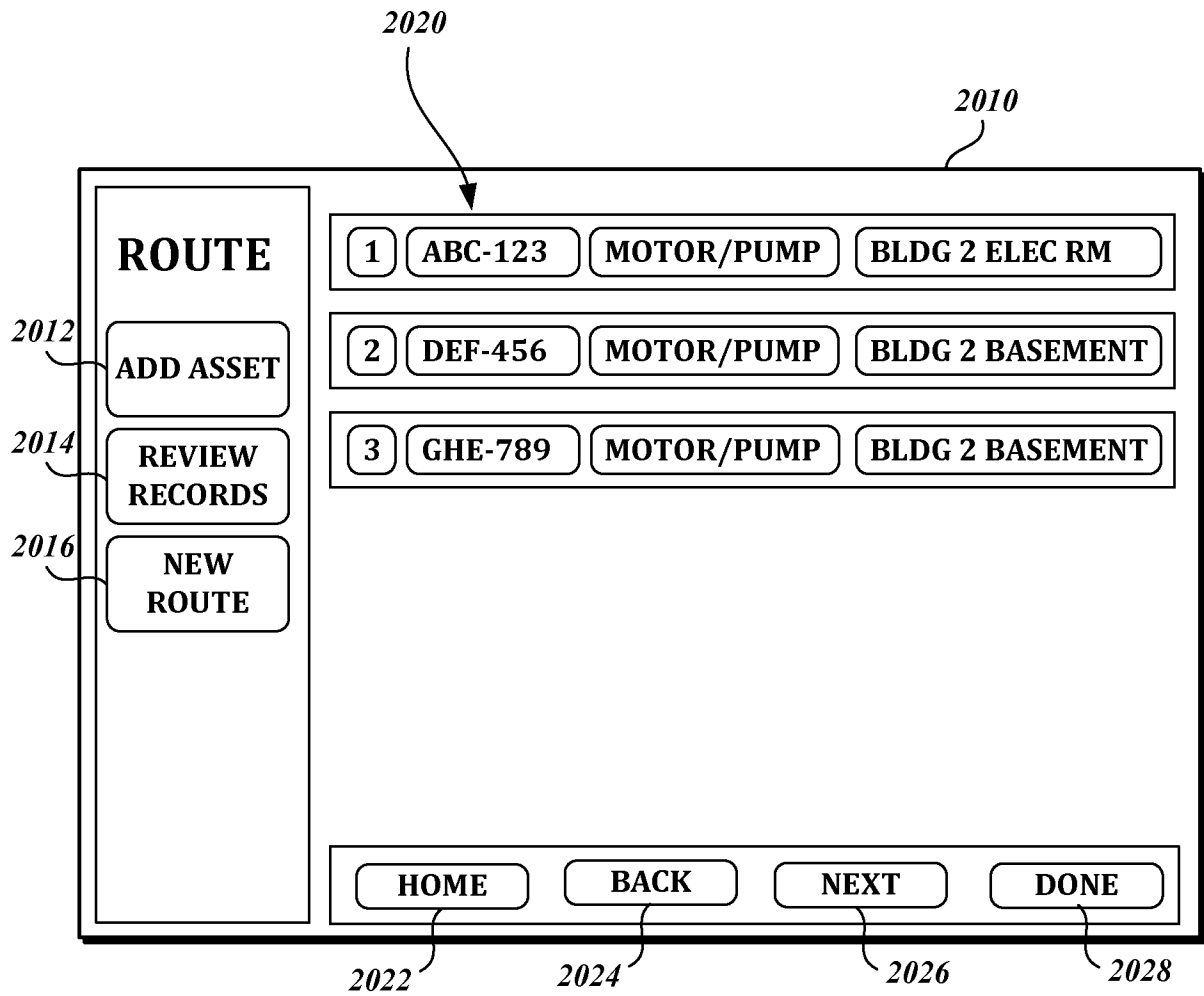 2020
2010
ROUTE
1 ABC-123 MOTOR/PUMP BLDG 2 ELEC RM
2012
ADD ASSET
2 DEF-456 MOTOR/PUMP BLDG 2 BASEMENT
2014
REVIEW
RECORDS
3 GHE-789 MOTOR/PUMP BLDG 2 BASEMENT
2016
NEW
ROUTE
HOME BACK NEXT DONE
2022 2024 2026 2028